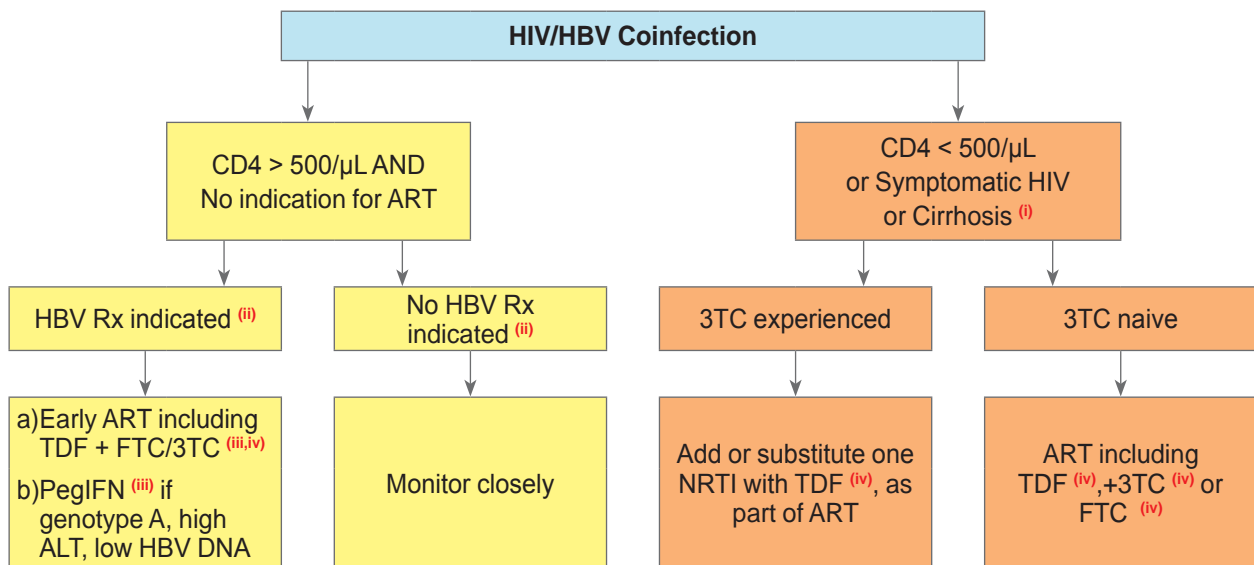 HIV/HBV Coinfection
CD4 > 500/µL AND
No indication for ART
CD4 < 500/µL
or Symptomatic HIV
or Cirrhosis (i)
HBV Rx indicated (ii)
No HBV Rx
indicated (ii)
3TC experienced
3TC naive
a)Early ART including
TDF + FTC/3TC (iii,iv)
b)PegIFN (iii) if
genotype A, high
ALT, low HBV DNA
Monitor closely
Add or substitute one
NRTI with TDF (iv), as
part of ART
ART including
TDF (iv),+3TC (iv) or
FTC (iv)